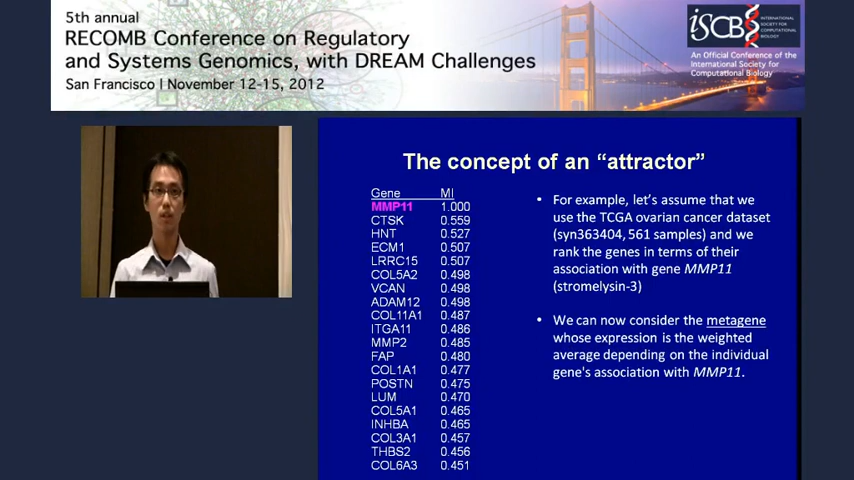 5th annual
RECOMB Conference on Regulatory
and Systems Genomics, with DREAM Challenges
San Francisco | November 12-15, 2012
iSCB
INTERNATIONAL
SOCIETY FOR
COMPUTATIONAL
BIOLOGY
An Official Conference of the
International Society for
Computational Biology
The concept of an “attractor”
Gene MI
MMP11 1.000
CTSK 0.559
HNT 0.527
ECM1 0.507
LRRC15 0.507
COL5A2 0.498
VCAN 0.498
ADAM12 0.498
COL11A1 0.487
ITGA11 0.486
MMP2 0.485
FAP 0.480
COL1A1 0.477
POSTN 0.475
LUM 0.470
COL5A1 0.465
INHBA 0.465
COL3A1 0.457
THBS2 0.456
COL6A3 0.451
• For example, let’s assume that we
use the TCGA ovarian cancer dataset
(syn363404, 561 samples) and we
rank the genes in terms of their
association with gene MMP11
(stromelysin-3)
• We can now consider the metagene
whose expression is the weighted
average depending on the individual
gene's association with MMP11.